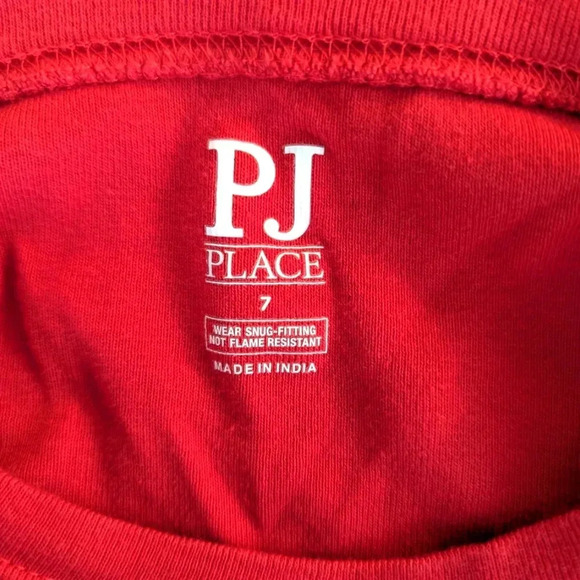 PJ
PLACE
7
WEAR SNUG-FITTING
NOT FLAME RESISTANT
MADE IN INDIA